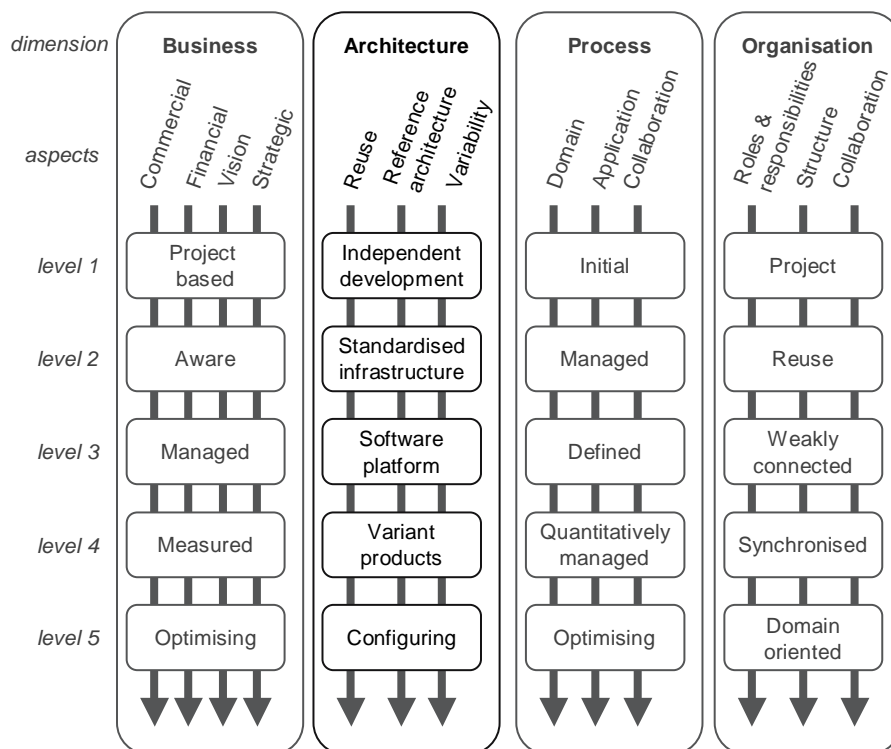 dimension
Business
Architecture
Process
Organisation
aspects
Commercial
Financial
Vision
Strategic
Reuse
Reference
architecture
Variability
Domain
Application
Collaboration
Roles &
responsibilities
Structure
Collaboration
level 1
Project
based
Independent
development
Initial
Project
level 2
Aware
Standardised
infrastructure
Managed
Reuse
level 3
Managed
Software
platform
Defined
Weakly
connected
level 4
Measured
Variant
products
Quantitatively
managed
Synchronised
level 5
Optimising
Configuring
Optimising
Domain
oriented